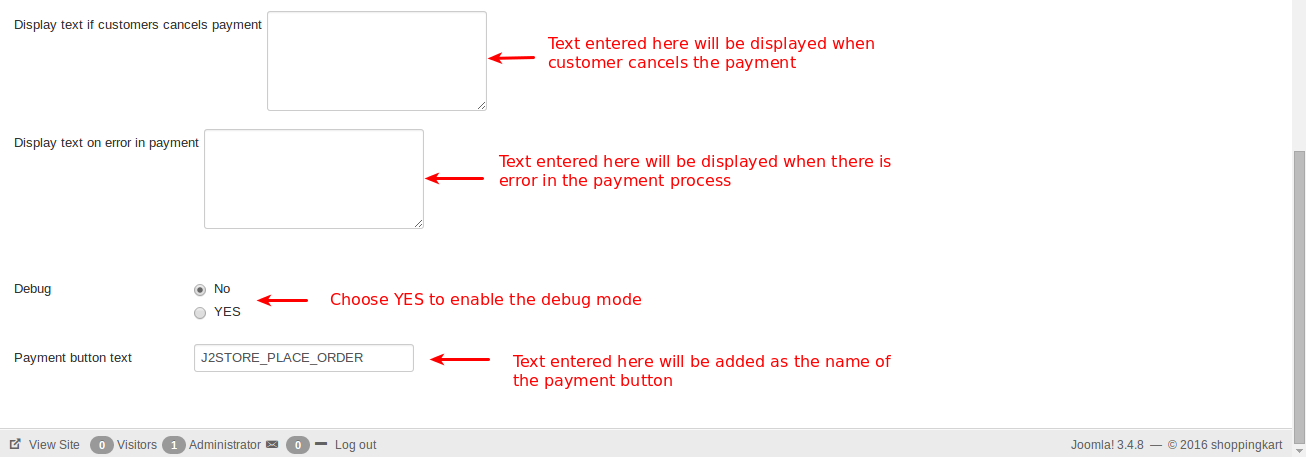 Display text if customers cancels payment
Text entered here will be displayed when
customer cancels the payment
Display text on error in payment
Text entered here will be displayed when there is
error in the payment process
Debug
No
YES
Choose YES to enable the debug mode
Payment button text
J2STORE_PLACE_ORDER
Text entered here will be added as the name of
the payment button
View Site 0 Visitors 1 Administrator 0 Log out Joomla! 3.4.8 — © 2016 shoppingkart